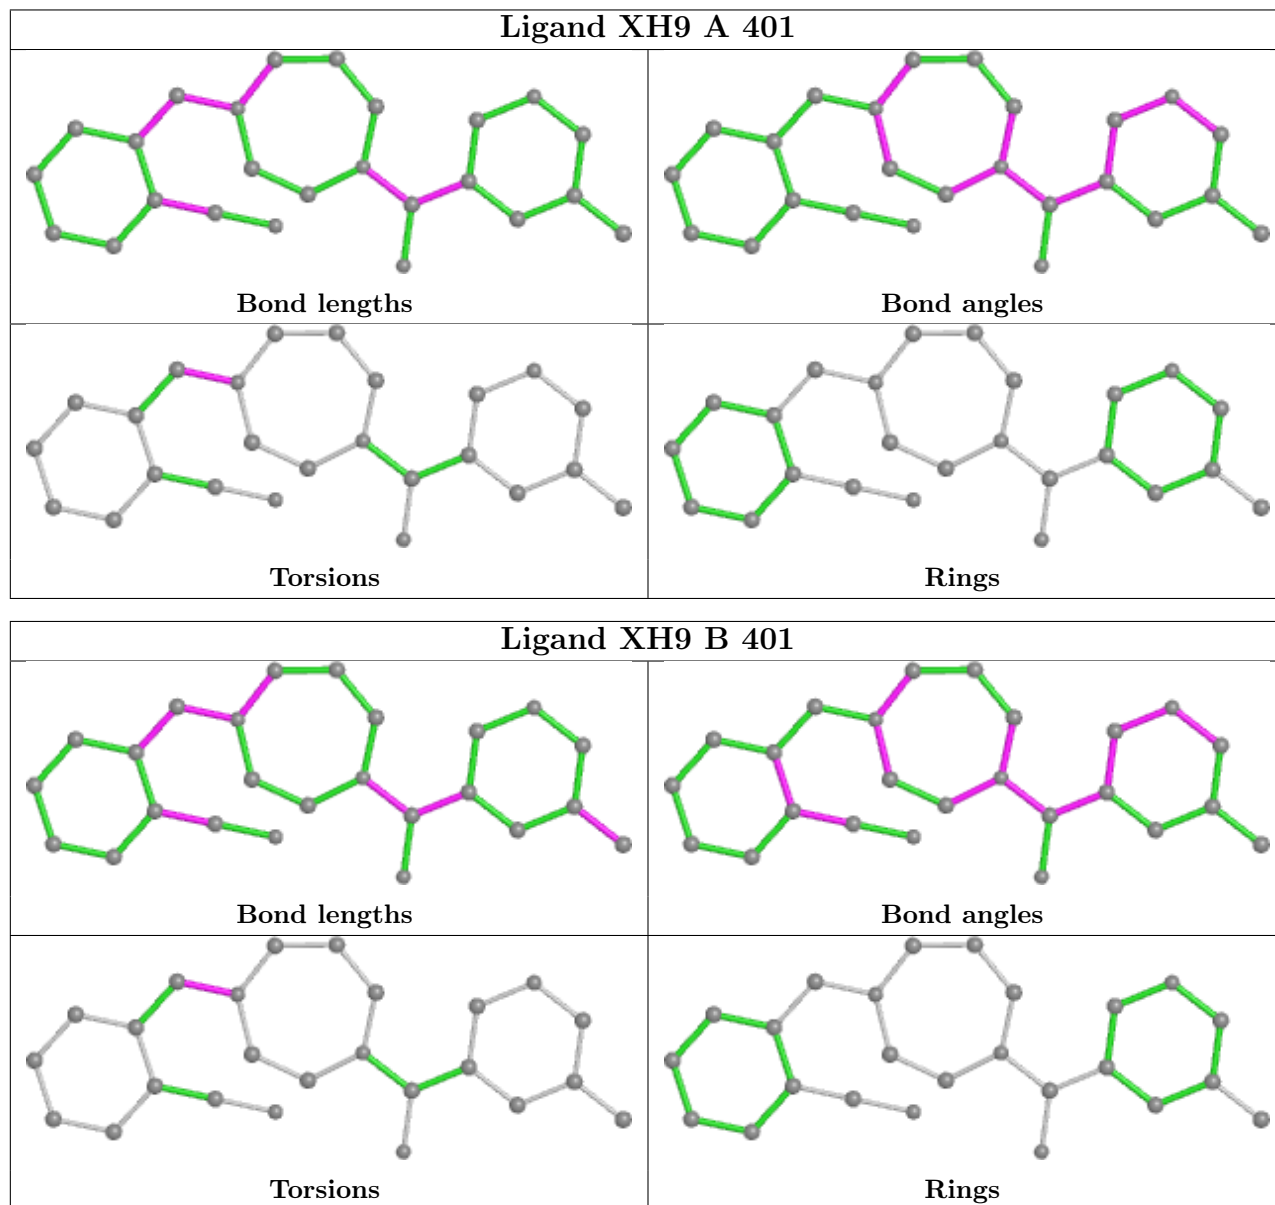 Ligand XH9 A 401
Bond lengths
Bond angles
Torsions
Rings
Ligand XH9 B 401
Bond lengths
Bond angles
Torsions
Rings